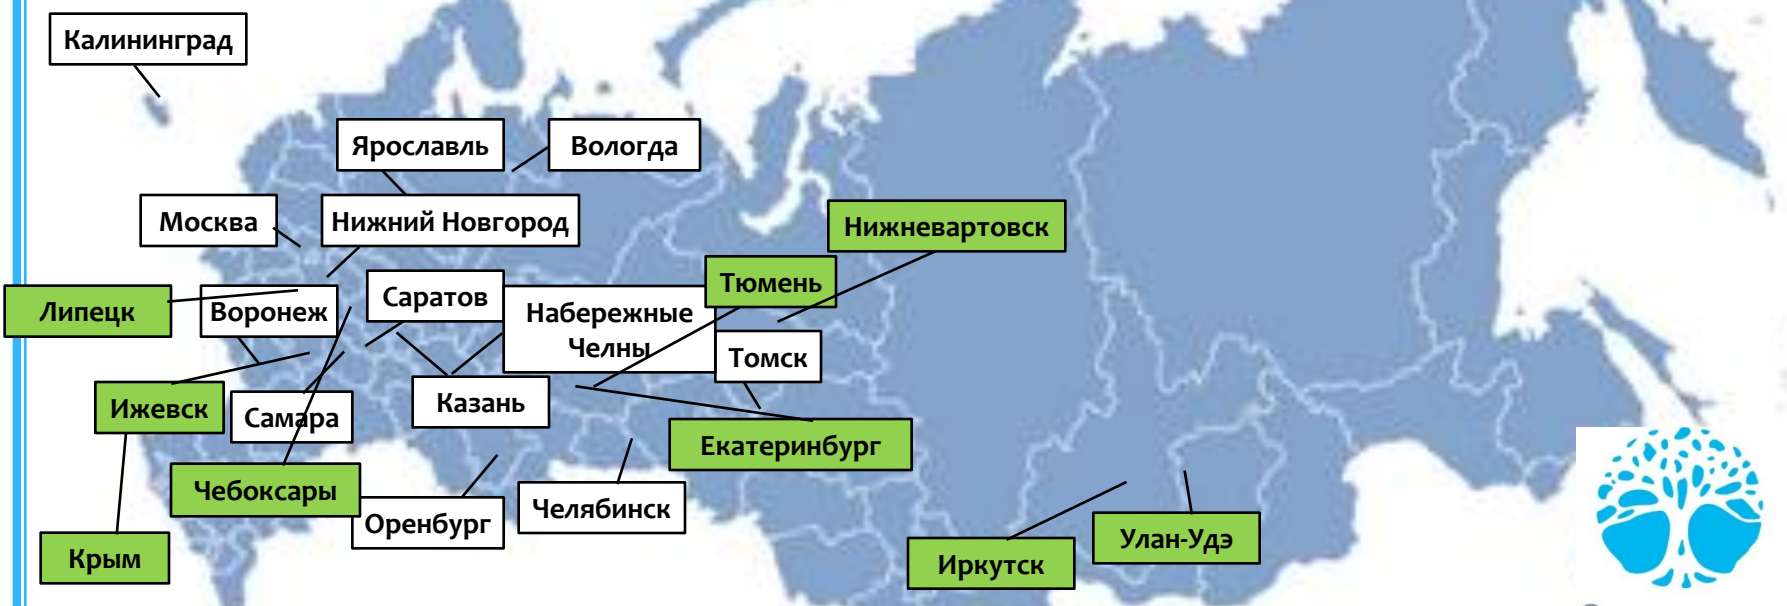 Калининград
Ярославль
Вологда
Москва
Нижний Новгород
Нижневартовск
Тюмень
Липецк
Воронеж
Саратов
Набережные
Челны
Томск
Ижевск
Самара
Казань
Екатеринбург
Чебоксары
Оренбург
Челябинск
Крым
Иркутск
Улан-Удэ